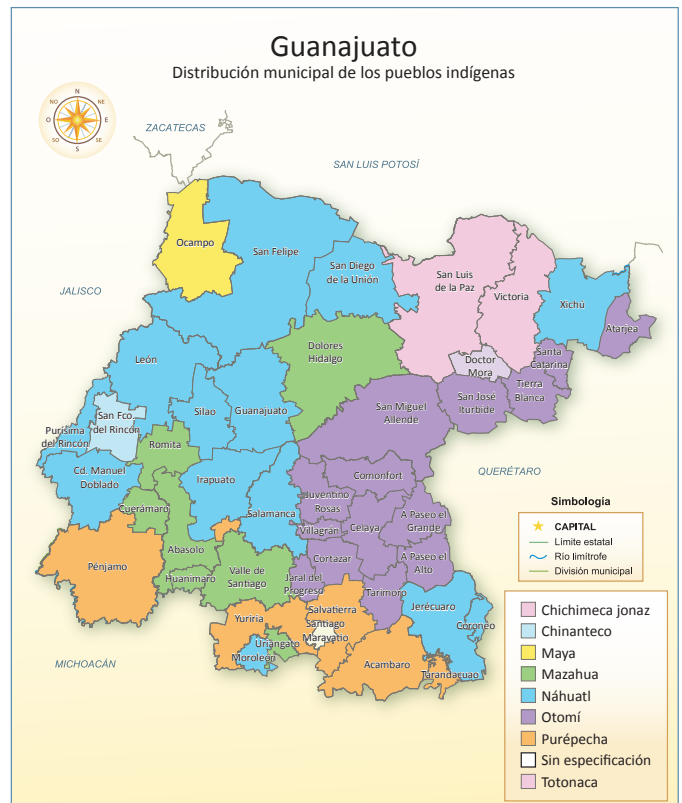 Guanajuato
Distribución municipal de los pueblos indígenas
N
NO
NE
O
E
SO
SE
S
ZACATECAS
SAN LUIS POTOSÍ
Ocampo
San Felipe
San Diego
de la Unión
San Luis
de la Paz
JALISCO
Victoria
Xichú
Atarjea
Dolores
Hidalgo
León
Doctor
Mora
Santa
Catarina
Tierra
Blanca
San José
Iturbide
Silao
Guanajuato
San Miguel
Allende
San Fco.
del Rincón
Purísima
del Rincón
Romita
Cd. Manuel
Doblado
Irapuato
Comonfort
QUERÉTARO
Juventino
Rosas
Salamanca
Cuerámaro
A Paseo el
Grande
Villagrán
Celaya
Abasolo
Cortazar
A Paseo el
Alto
Pénjamo
Huanimaro
Valle de
Santiago
Jaral del
Progreso
Tarimoro
Salvatierra
Jerécuaro
Yuriria
Santiago
Maravatio
Coroneo
Uriangato
Moroleón
MICHOACÁN
Acambaro
Tarandacuao
Simbología
CAPITAL
Límite estatal
Río limítrofe
División municipal
Chichimeca jonaz
Chinanteco
Maya
Mazahua
Náhuatl
Otomí
Purépecha
Sin especificación
Totonaca